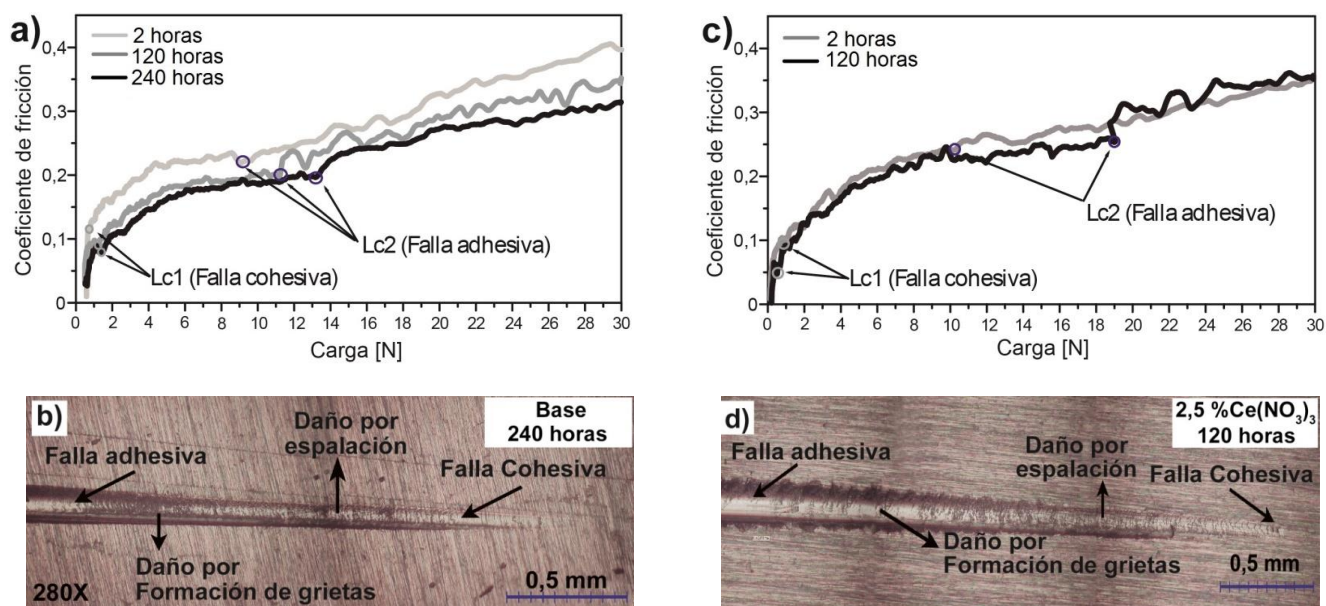 a)
2 horas
120 horas
240 horas
0,4
0,3
0,2
0,1
0
Coeficiente de fricción
Lc2 (Falla adhesiva)
Lc1 (Falla cohesiva)
0 2 4 6 8 10 12 14 16 18 20 22 24 26 28 30
Carga [N]
c)
2 horas
120 horas
0,4
0,3
0,2
0,1
0
Coeficiente de fricción
Lc2 (Falla adhesiva)
Lc1 (Falla cohesiva)
0 2 4 6 8 10 12 14 16 18 20 22 24 26 28 30
Carga [N]
b)
Base
240 horas
Daño por
espalación
Falla adhesiva
Falla Cohesiva
Daño por
Formación de grietas
280X
0,5 mm
d)
2,5 %Ce(NO₃)₃
120 horas
Daño por
espalación
Falla adhesiva
Falla Cohesiva
Daño por
Formación de grietas
0,5 mm